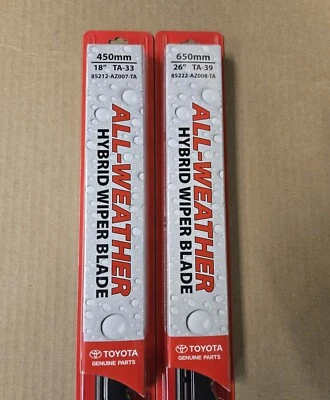 450mm
18" TA-33
85212-AZ007-TA
ALL-WEATHER
HYBRID WIPER BLADE
TOYOTA
GENUINE PARTS
650mm
26" TA-39
85222-AZ008-TA
ALL-WEATHER
HYBRID WIPER BLADE
TOYOTA
GENUINE PARTS